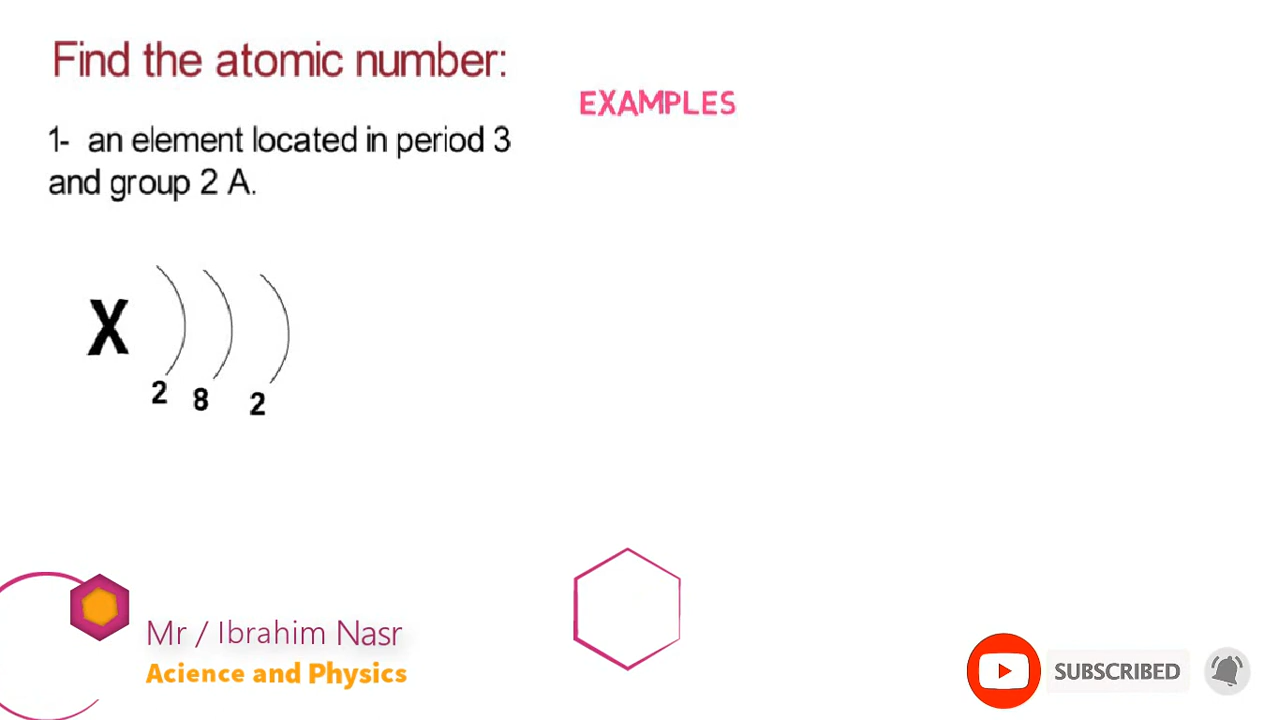 Find the atomic number:
EXAMPLES
1- an element located in period 3
and group 2 A.
X
2 8 2
Mr / Ibrahim Nasr
Acience and Physics
SUBSCRIBED